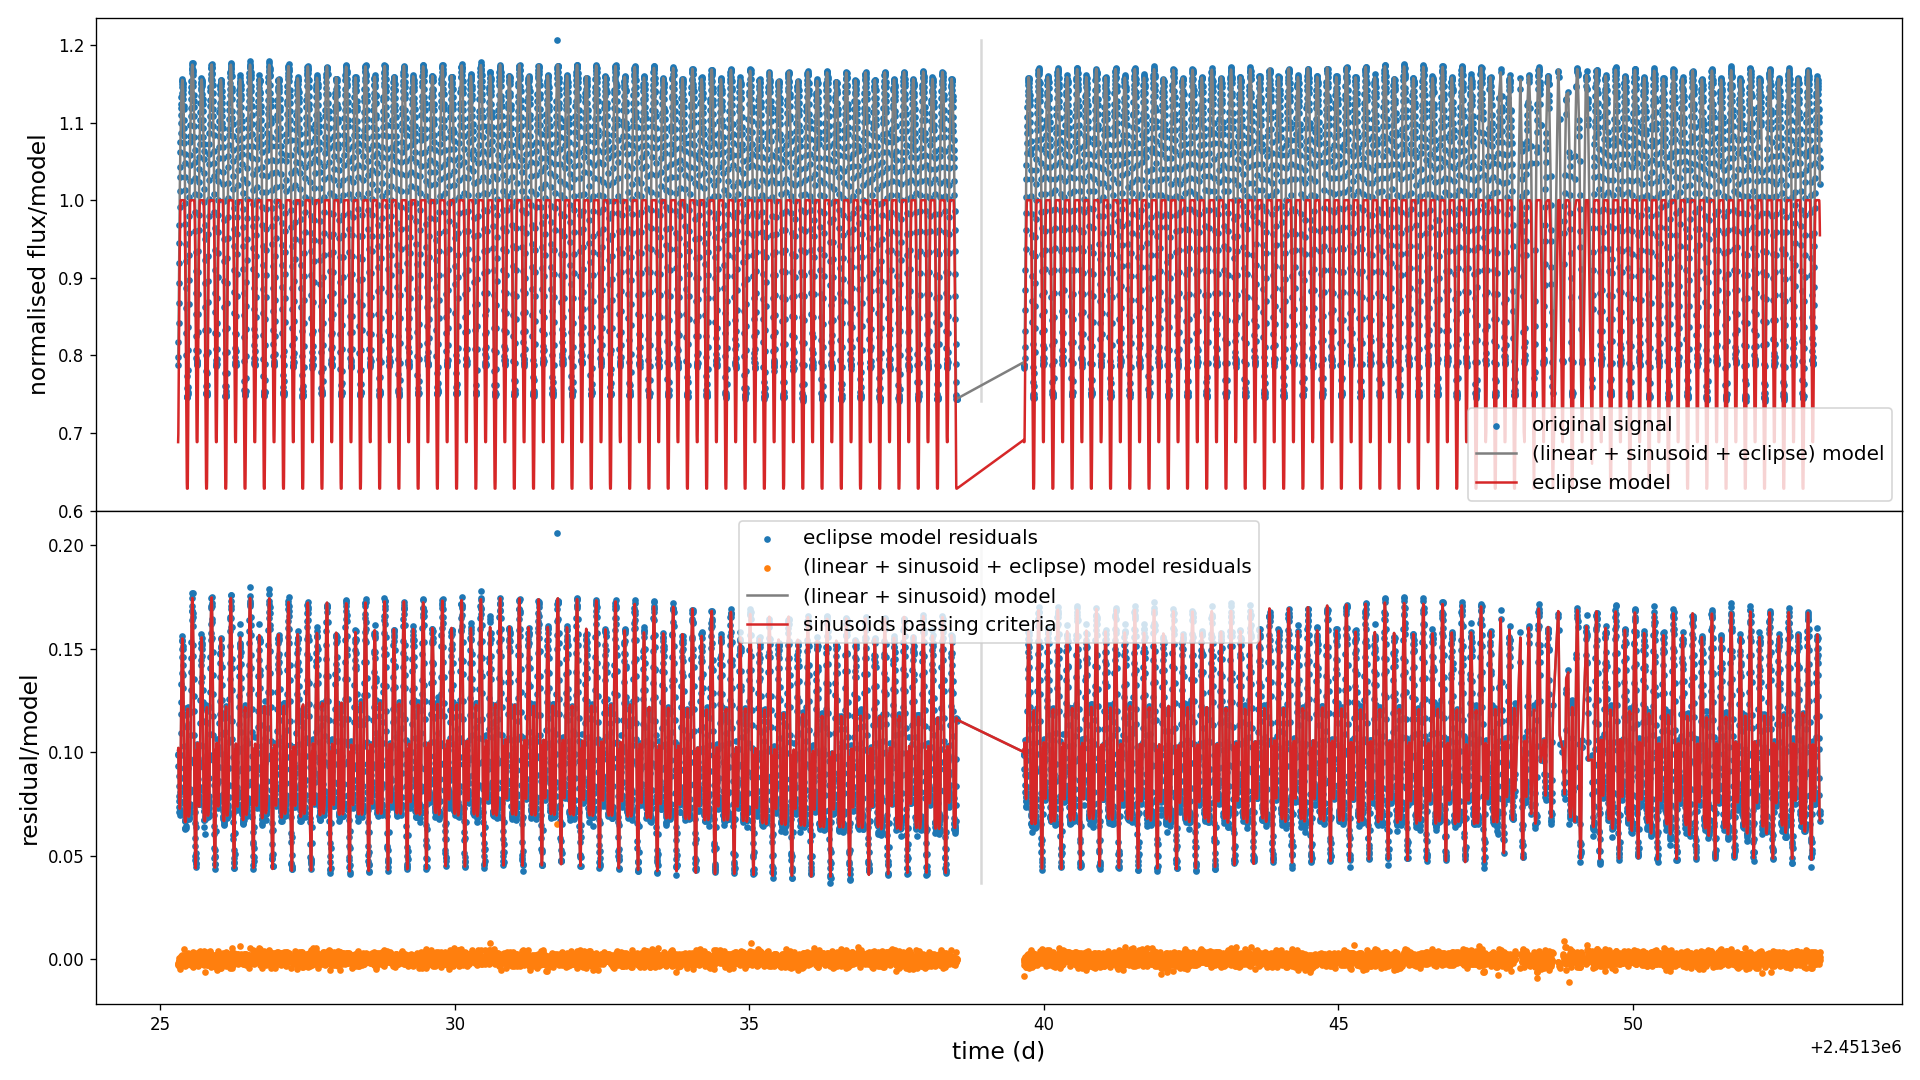 normalised flux/model
1.2
1.1
1.0
0.9
0.8
0.7
0.6
original signal
(linear + sinusoid + eclipse) model
eclipse model
residual/model
0.20
0.15
0.10
0.05
0.00
eclipse model residuals
(linear + sinusoid + eclipse) model residuals
(linear + sinusoid) model
sinusoids passing criteria
25
30
35
40
45
50
time (d)
+2.4513e6